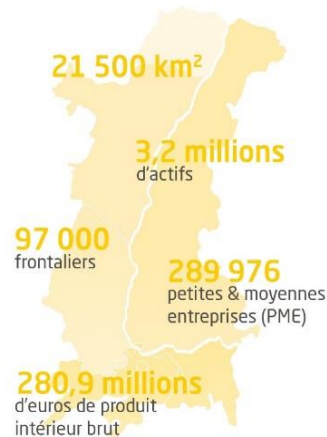 21 500 km²
3,2 millions
d'actifs
97 000
frontaliers
289 976
petites & moyennes
entreprises (PME)
280,9 millions
d'euros de produit
intérieur brut